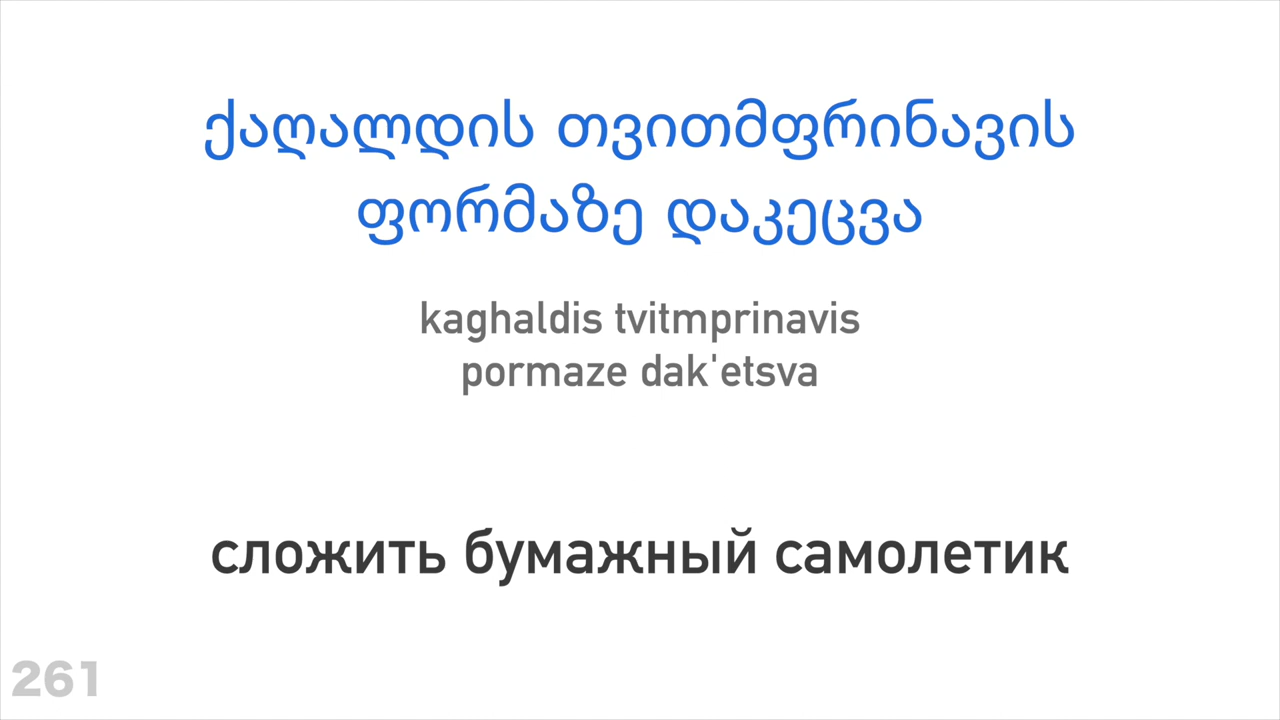 ქაღალდის თვითმფრინავის
ფორმაზე დაკეცვა
kaghaldis tvitmprinavis
pormaze dak'etsva
сложить бумажный самолетик
261